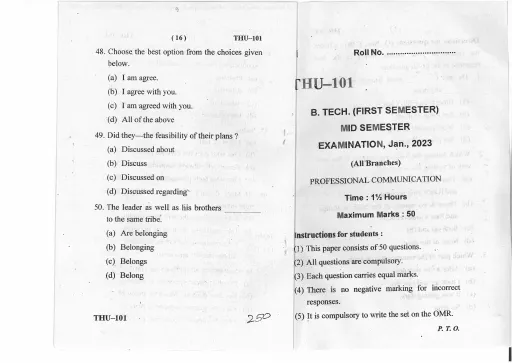 ( 16 ) THU–101
48. Choose the best option from the choices given
below.
(a) I am agree.
(b) I agree with you.
(c) I am agreed with you.
(d) All of the above
49. Did they—the feasibility of their plans ?
(a) Discussed about
(b) Discuss
(c) Discussed on
(d) Discussed regarding
50. The leader as well as his brothers ________
to the same tribe.
(a) Are belonging
(b) Belonging
(c) Belongs
(d) Belong
THU–101 250
Roll No. ..............................
THU–101
B. TECH. (FIRST SEMESTER)
MID SEMESTER
EXAMINATION, Jan., 2023
(All Branches)
PROFESSIONAL COMMUNICATION
Time : 1½ Hours
Maximum Marks : 50
Instructions for students :
(1) This paper consists of 50 questions.
(2) All questions are compulsory.
(3) Each question carries equal marks.
(4) There is no negative marking for incorrect
responses.
(5) It is compulsory to write the set on the OMR.
P. T. O.